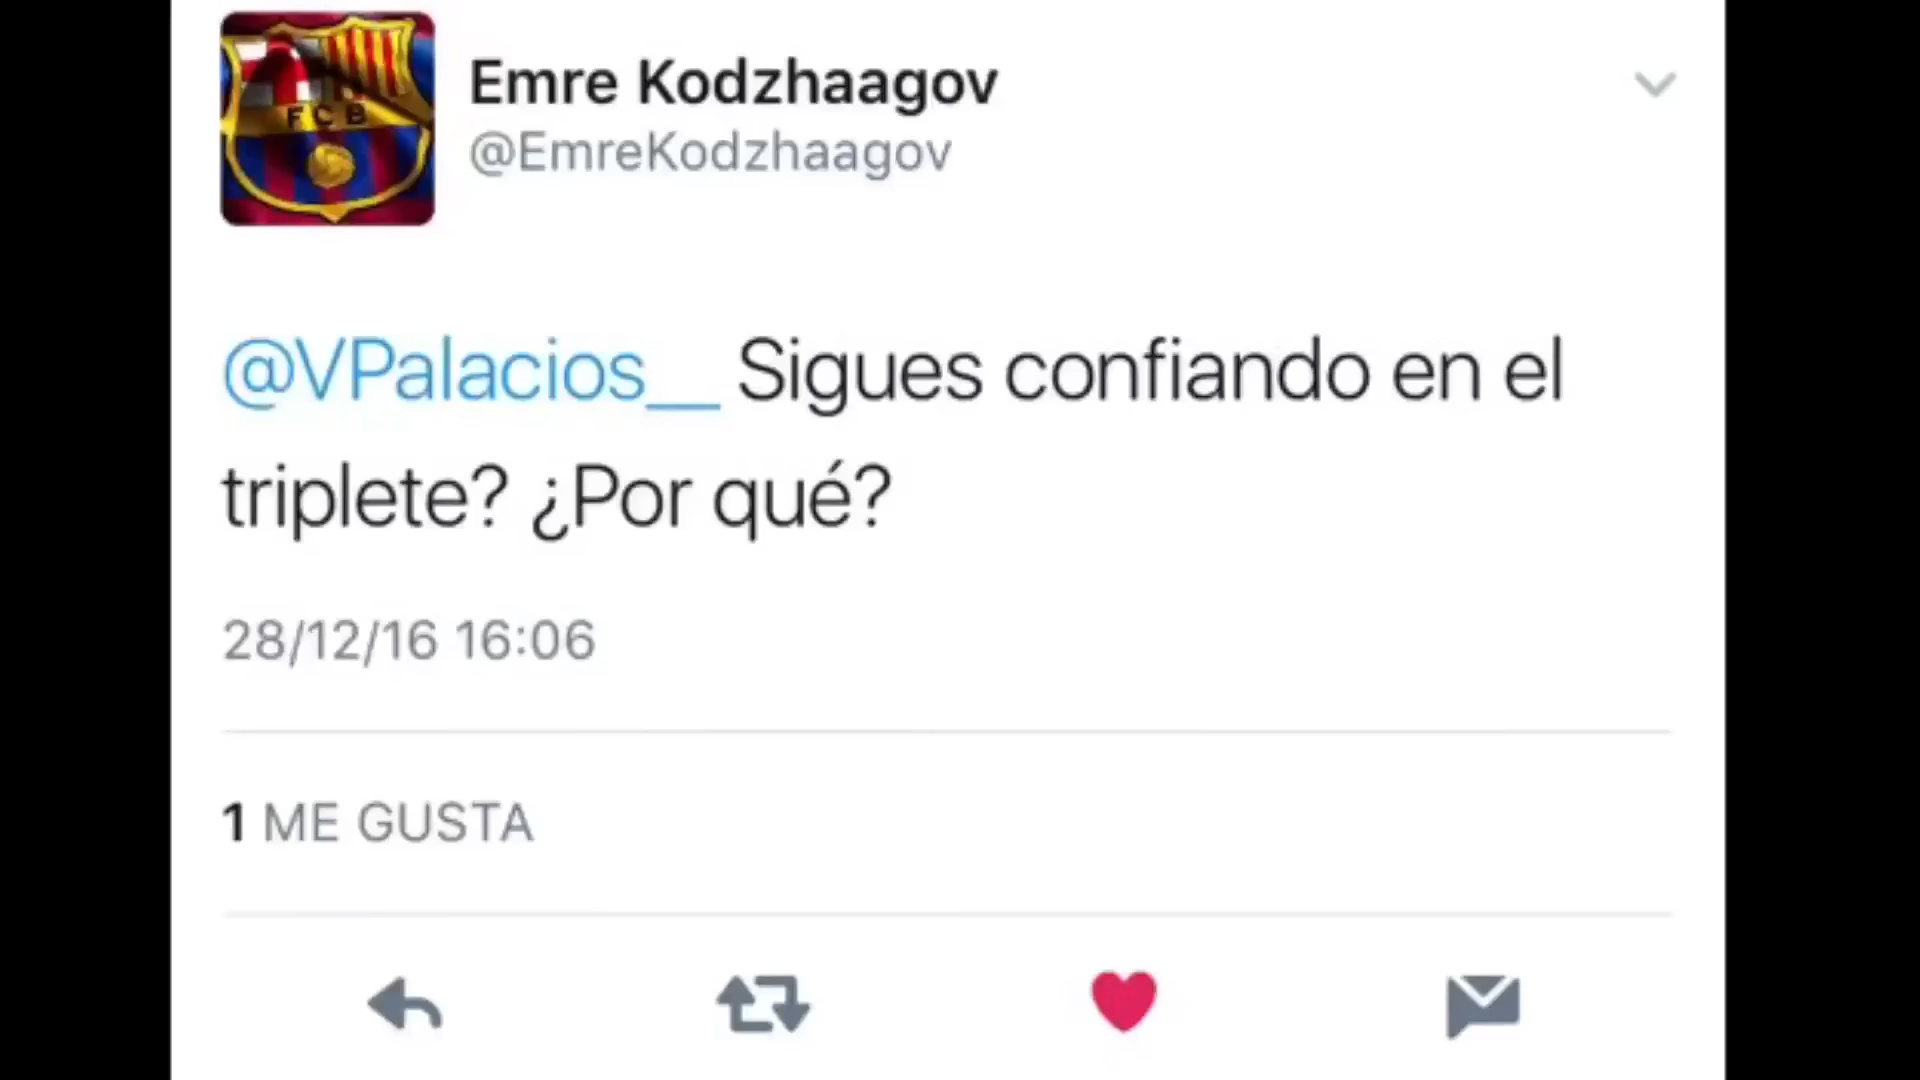 FCB
Emre Kodzhaagov
@EmreKodzhaagov
@VPalacios__ Sigues confiando en el
triplete? ¿Por qué?
28/12/16 16:06
1 ME GUSTA